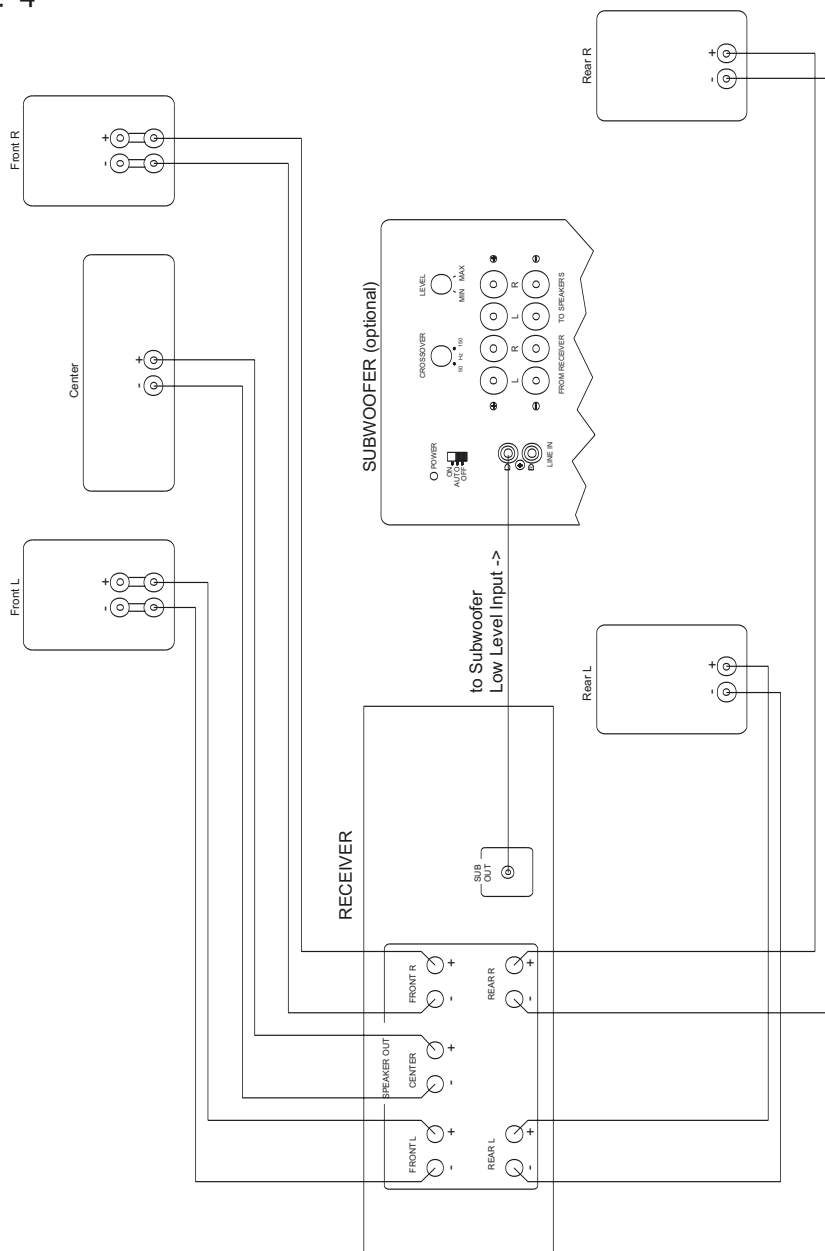 : 4
Front R
+
-
Center
+
-
Front L
+
-
Rear R
+
-
SUBWOOFER (optional)
POWER
ON
AUTO
OFF
CROSSOVER
50 Hz 150
LEVEL
MIN MAX
+ +
L R L R
- -
FROM RECEIVER TO SPEAKERS
LINE IN
to Subwoofer
Low Level Input ->
Rear L
+
-
RECEIVER
SUB
OUT
SPEAKER OUT
FRONT L
- +
CENTER
- +
FRONT R
- +
REAR L
- +
REAR R
- +